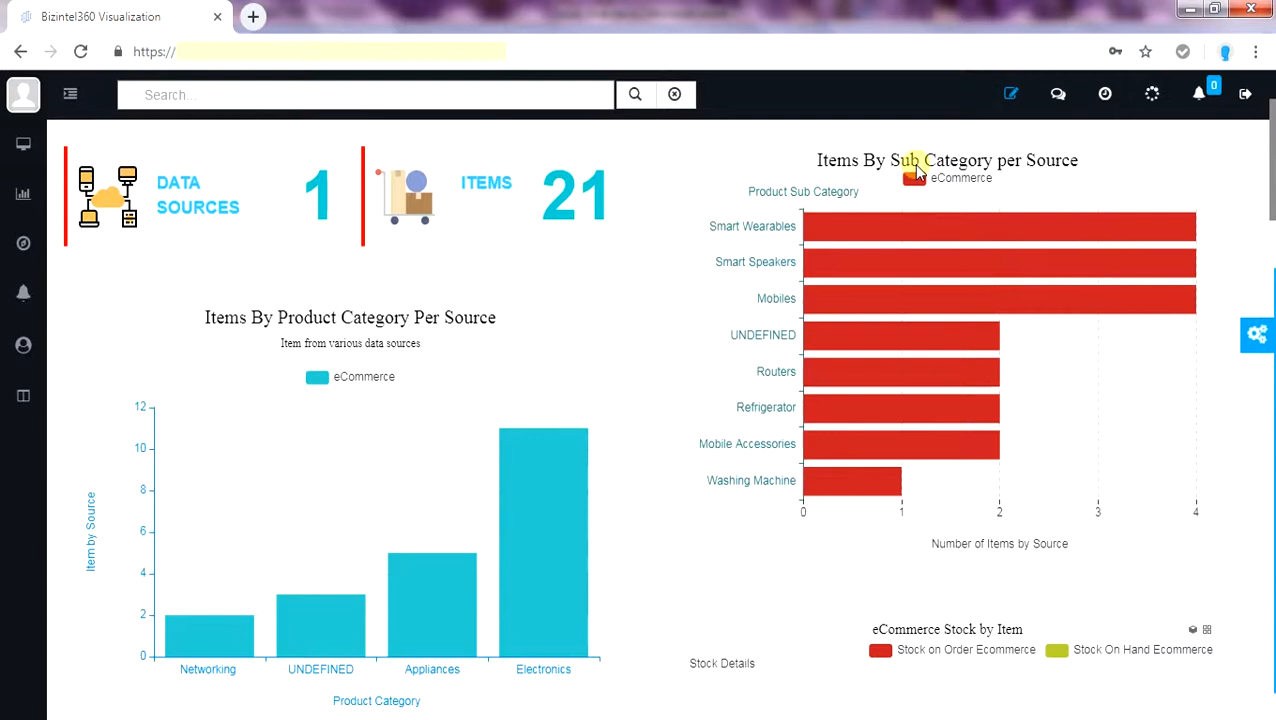 Bizintel360 Visualization
https://
Search...
0
DATA
SOURCES
1
ITEMS
21
Items By Sub Category per Source
eCommerce
Product Sub Category
Smart Wearables
Smart Speakers
Mobiles
UNDEFINED
Routers
Refrigerator
Mobile Accessories
Washing Machine
0 1 2 3 4
Number of Items by Source
Items By Product Category Per Source
Item from various data sources
eCommerce
12
10
8
6
4
2
0
Item by Source
Networking UNDEFINED Appliances Electronics
Product Category
eCommerce Stock by Item
Stock on Order Ecommerce Stock On Hand Ecommerce
Stock Details